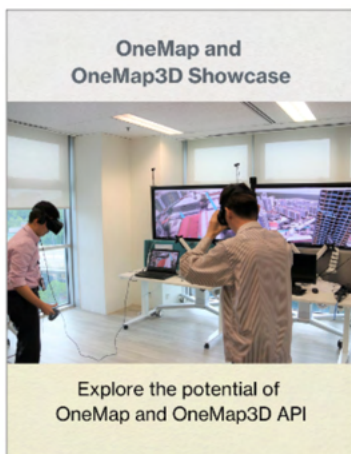 OneMap and
OneMap3D Showcase
Explore the potential of
OneMap and OneMap3D API